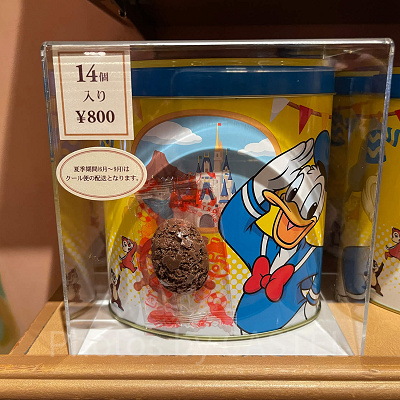 14個
入り
¥800
夏季期間(6月～9月)は
クール便の配送となります。